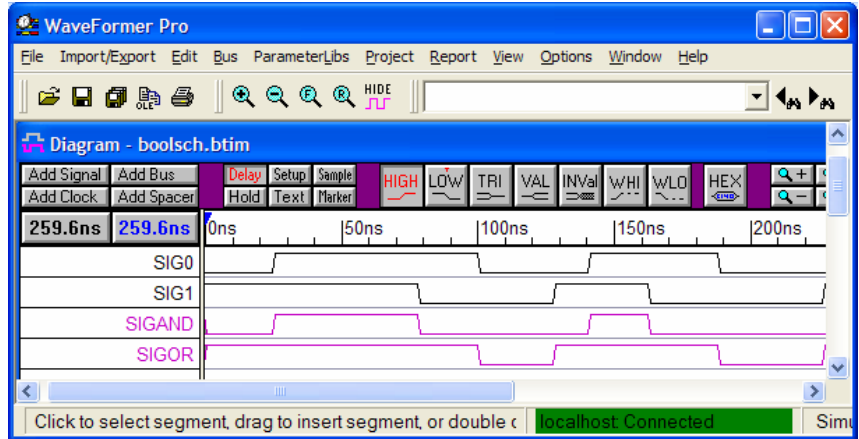 WaveFormer Pro
File Import/Export Edit Bus ParameterLibs Project Report View Options Window Help
OLE HIDE
Diagram - boolsch.btim
Add Signal Add Bus Delay Setup Sample HIGH LOW TRI VAL INVal WHI WLO HEX
Add Clock Add Spacer Hold Text Marker
259.6ns 259.6ns 0ns 50ns 100ns 150ns 200ns
SIG0
SIG1
SIGAND
SIGOR
Click to select segment, drag to insert segment, or double localhost: Connected